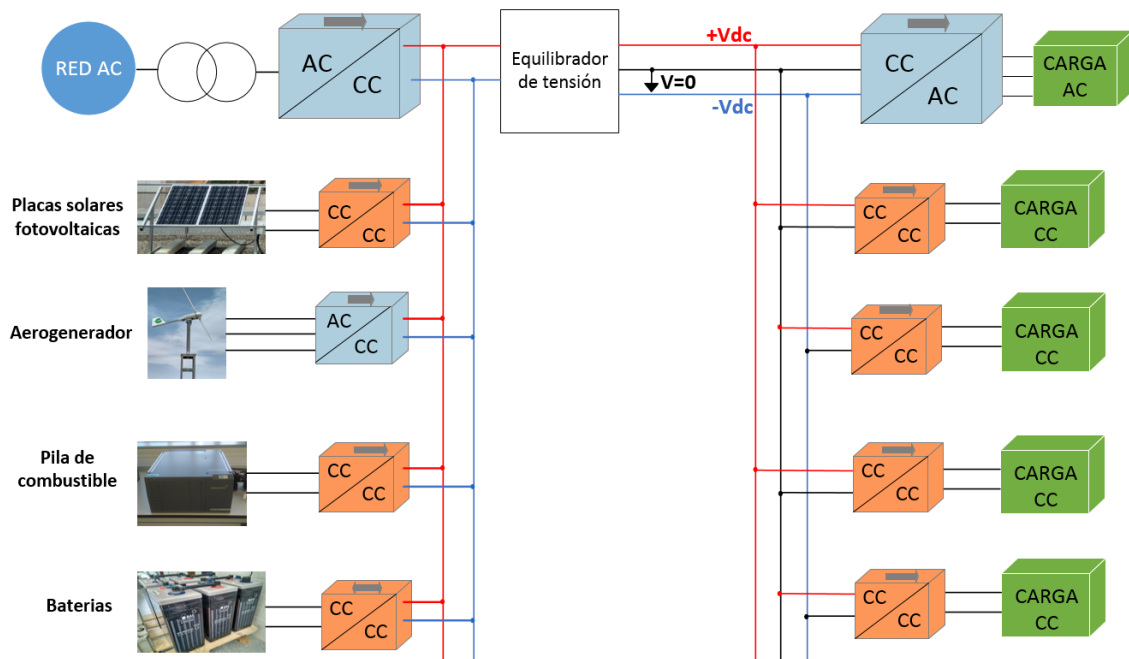 RED AC
AC
CC
Equilibrador
de tensión
+Vdc
V=0
-Vdc
CC
AC
CARGA
AC
Placas solares
fotovoltaicas
CC
CC
CC
CC
CARGA
CC
Aerogenerador
AC
CC
CC
CC
CARGA
CC
Pila de
combustible
CC
CC
CC
CC
CARGA
CC
Baterias
CC
CC
CC
CC
CARGA
CC